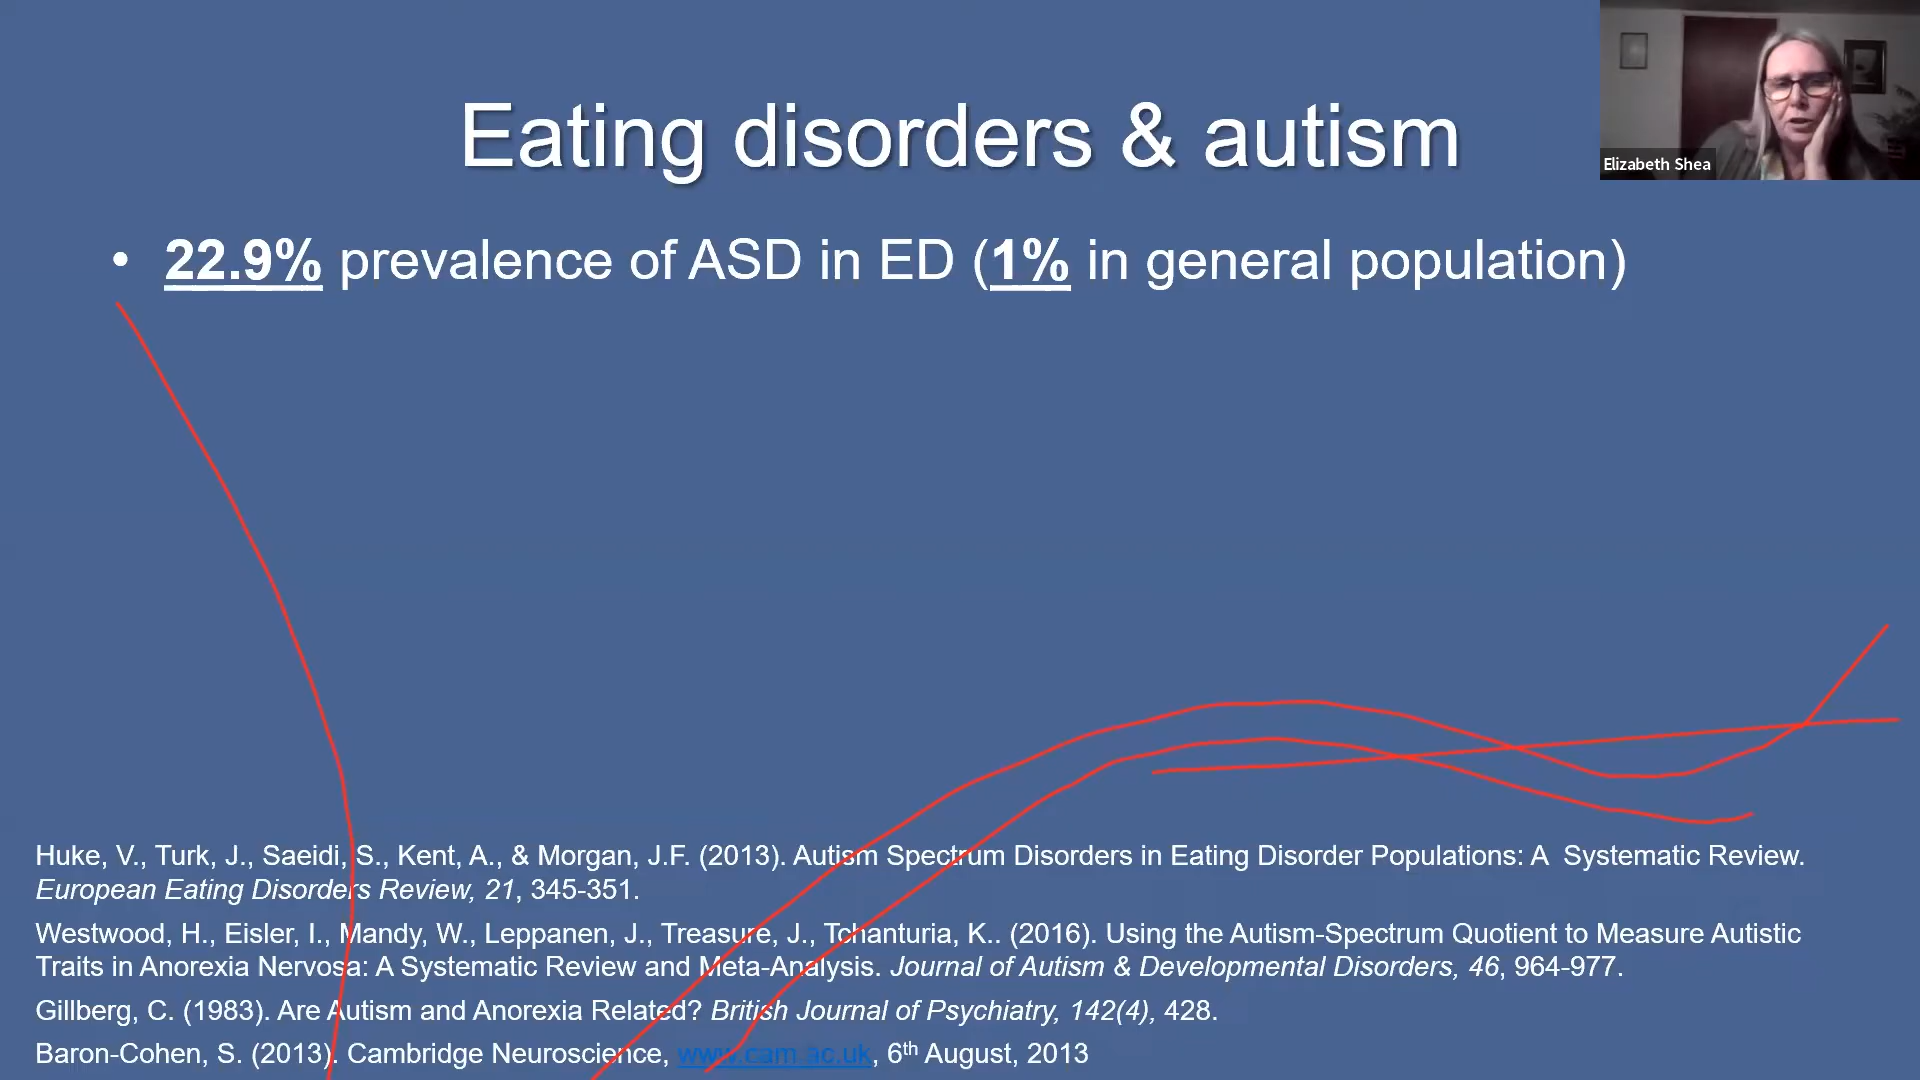 Eating disorders & autism
Elizabeth Shea
• 22.9% prevalence of ASD in ED (1% in general population)
Huke, V., Turk, J., Saeidi, S., Kent, A., & Morgan, J.F. (2013). Autism Spectrum Disorders in Eating Disorder Populations: A Systematic Review.
European Eating Disorders Review, 21, 345-351.
Westwood, H., Eisler, I., Mandy, W., Leppanen, J., Treasure, J., Tchanturia, K.. (2016). Using the Autism-Spectrum Quotient to Measure Autistic
Traits in Anorexia Nervosa: A Systematic Review and Meta-Analysis. Journal of Autism & Developmental Disorders, 46, 964-977.
Gillberg, C. (1983). Are Autism and Anorexia Related? British Journal of Psychiatry, 142(4), 428.
Baron-Cohen, S. (2013). Cambridge Neuroscience, www.cam.ac.uk, 6th August, 2013